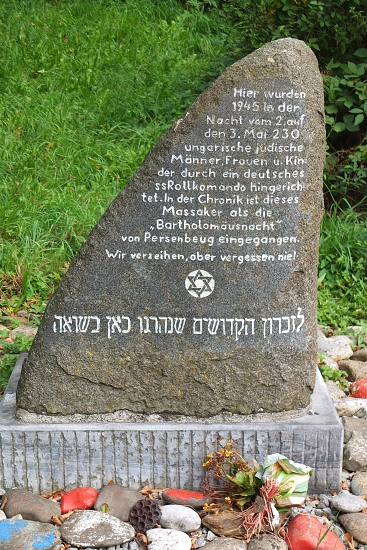 Hier wurden
1945 in der
Nacht vom 2. auf
den 3. Mai 230
ungarische jüdische
Männer, Frauen u. Kin
der durch ein deutsches
ssRollkomando hingerich
tet. In der Chronik ist dieses
Massaker als die
„Bartholomäusnacht"
von Persenbeug eingegangen.
Wir verzeihen, aber vergessen nie!
לזכרון הקדושים שנהרגו כאן בשואה